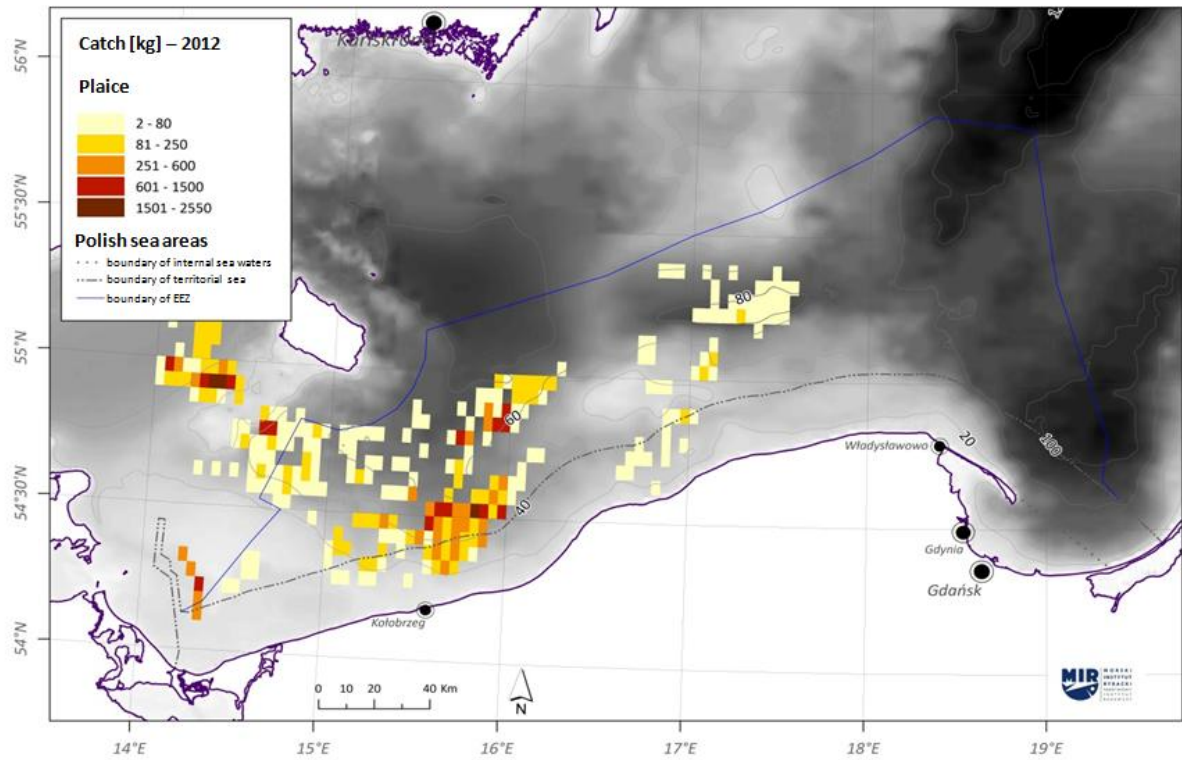 Catch [kg] – 2012
Plaice
2 - 80
81 - 250
251 - 600
601 - 1500
1501 - 2550
Polish sea areas
boundary of internal sea waters
boundary of territorial sea
boundary of EEZ
56°N
55°30'N
55°N
54°30'N
54°N
80
60
40
20
100
Władysławowo
Gdynia
Gdańsk
Kołobrzeg
0 10 20 40 Km
N
MIR
MORSKI
INSTYTUT
RYBACKI
14°E
15°E
16°E
17°E
18°E
19°E